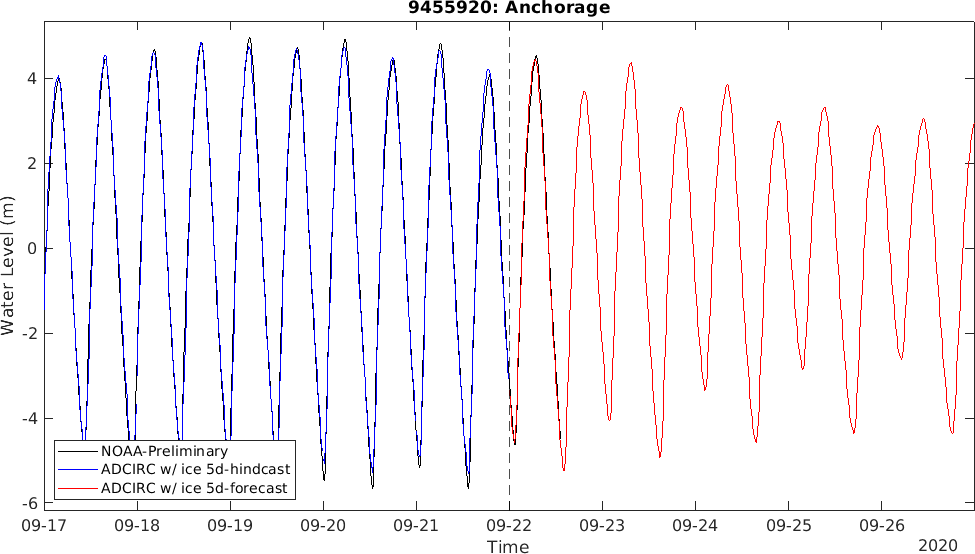 9455920: Anchorage
Water Level (m)
4
2
0
-2
-4
-6
NOAA-Preliminary
ADCIRC w/ ice 5d-hindcast
ADCIRC w/ ice 5d-forecast
09-17 09-18 09-19 09-20 09-21 09-22 09-23 09-24 09-25 09-26
Time
2020